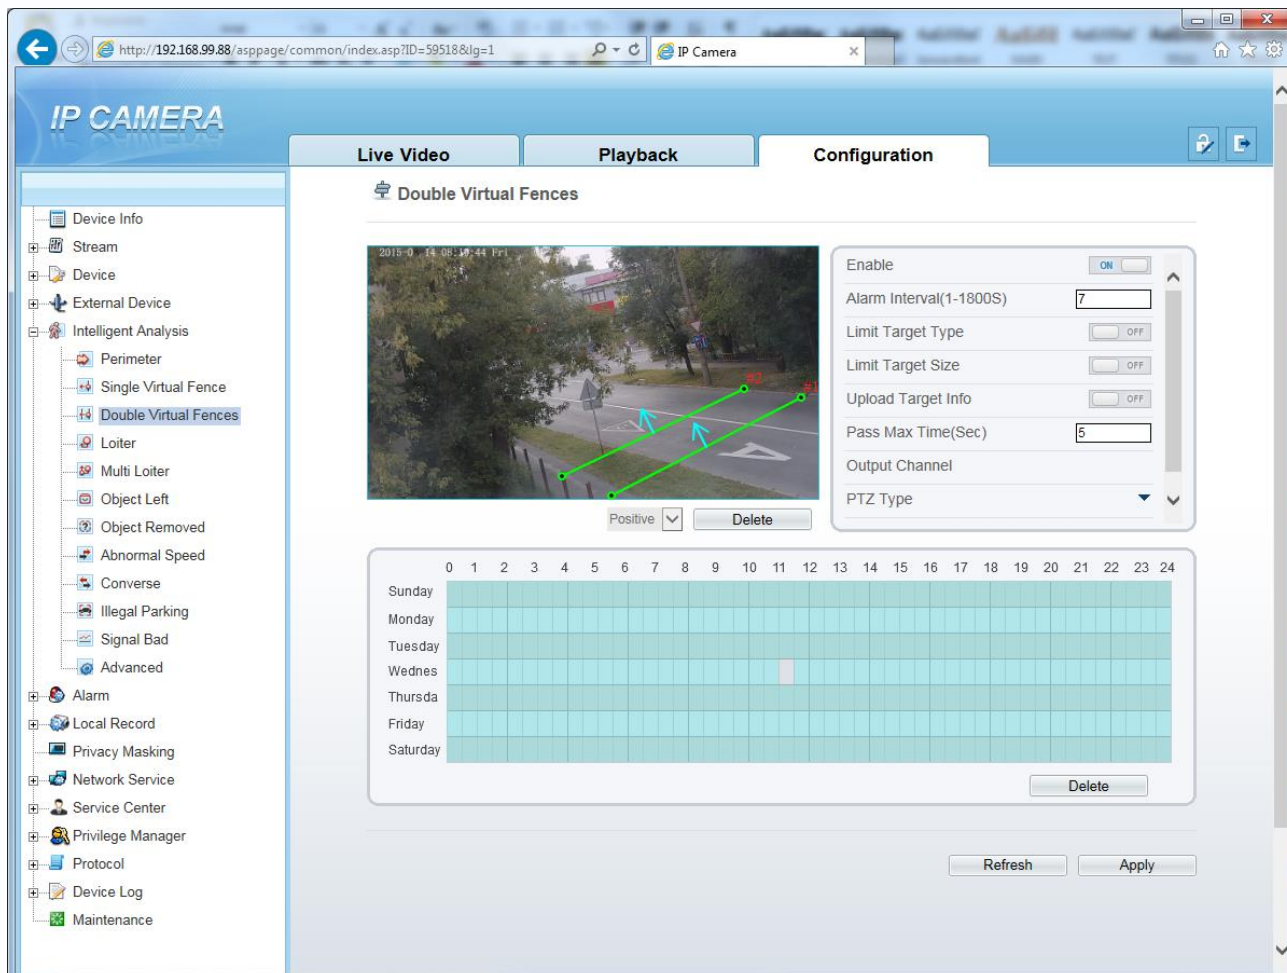 http://192.168.99.88/asppage/common/index.asp?ID=59518&lg=1
IP Camera
IP CAMERA
Live Video
Playback
Configuration
Double Virtual Fences
Device Info
Stream
Device
External Device
Intelligent Analysis
Perimeter
Single Virtual Fence
Double Virtual Fences
Loiter
Multi Loiter
Object Left
Object Removed
Abnormal Speed
Converse
Illegal Parking
Signal Bad
Advanced
Alarm
Local Record
Privacy Masking
Network Service
Service Center
Privilege Manager
Protocol
Device Log
Maintenance
#2
#1
Positive
Delete
Enable ON
Alarm Interval(1-1800S) 7
Limit Target Type OFF
Limit Target Size OFF
Upload Target Info OFF
Pass Max Time(Sec) 5
Output Channel
PTZ Type
0 1 2 3 4 5 6 7 8 9 10 11 12 13 14 15 16 17 18 19 20 21 22 23 24
Sunday
Monday
Tuesday
Wednes
Thursda
Friday
Saturday
Delete
Refresh
Apply